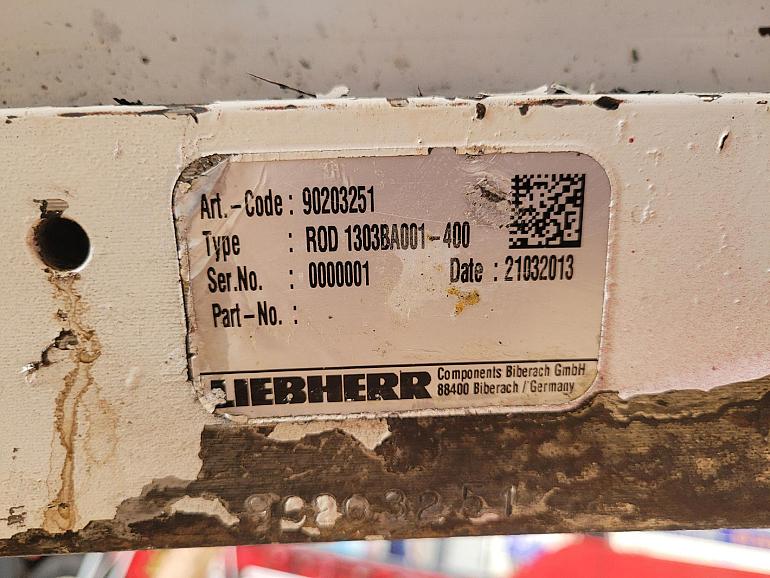 Art.-Code : 90203251
Type : ROD 1303BA001-400
Ser.No. : 0000001 Date : 21032013
Part-No. :
LIEBHERR Components Biberach GmbH
88400 Biberach / Germany
90203251